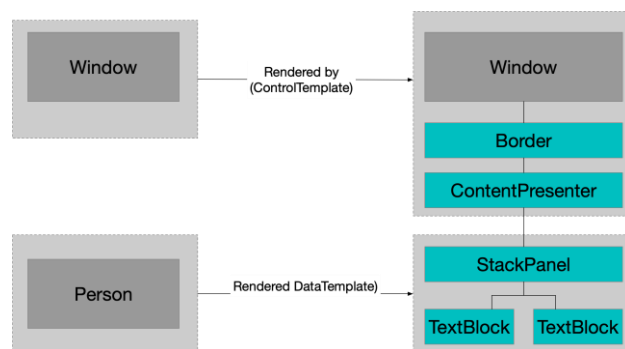 Window
Rendered by
(ControlTemplate)
Window
Border
ContentPresenter
Person
Rendered DataTemplate)
StackPanel
TextBlock
TextBlock